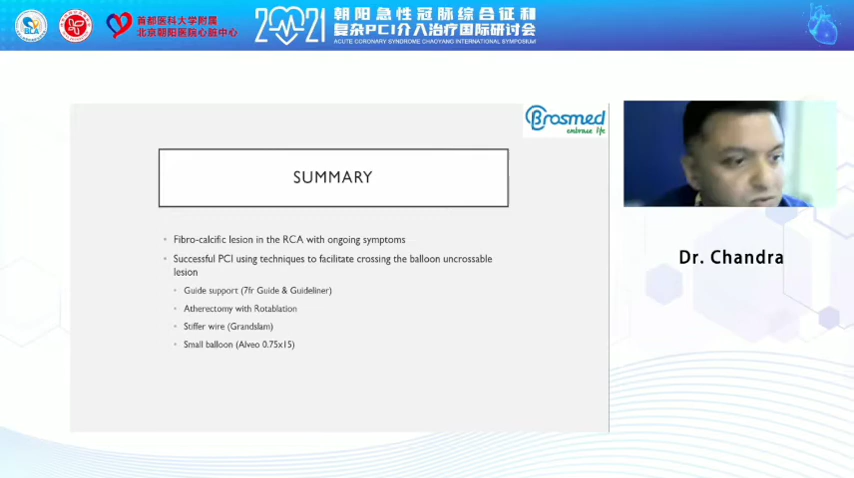 BLA
首都医科大学附属
北京朝阳医院心脏中心
2021
朝阳急性冠脉综合征和
复杂PCI介入治疗国际研讨会
ACUTE CORONARY SYNDROME CHAOYANG INTERNATIONAL SYMPOSIUM
Brosmed
embrace life
SUMMARY
• Fibro-calcific lesion in the RCA with ongoing symptoms
• Successful PCI using techniques to facilitate crossing the balloon uncrossable
lesion
• Guide support (7fr Guide & Guideliner)
• Atherectomy with Rotablation
• Stiffer wire (Grandslam)
• Small balloon (Alveo 0.75x15)
Dr. Chandra